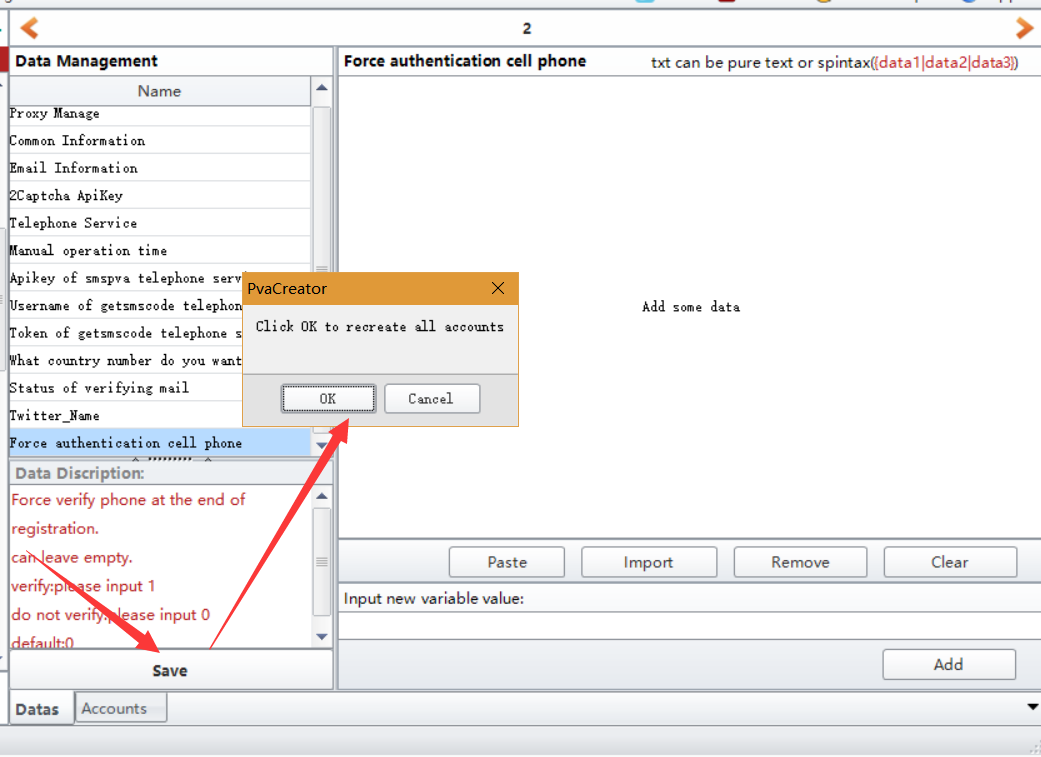 2
Data Management
Force authentication cell phone
txt can be pure text or spintax({data1|data2|data3})
Name
Proxy Manage
Common Information
Email Information
2Captcha ApiKey
Telephone Service
Manual operation time
Apikey of smspva telephone serv
Username of getsmscode telephon
Token of getsmscode telephone s
What country number do you want
Status of verifying mail
Twitter_Name
Force authentication cell phone
PvaCreator
Click OK to recreate all accounts
OK
Cancel
Add some data
Data Discription:
Force verify phone at the end of
registration.
can leave empty.
verify:please input 1
do not verify:please input 0
default:0
Save
Paste
Import
Remove
Clear
Input new variable value:
Add
Datas
Accounts